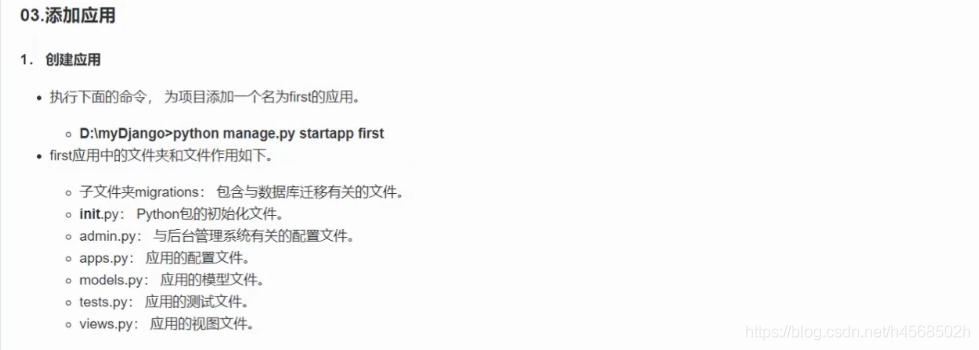 03.添加应用
1. 创建应用
执行下面的命令， 为项目添加一个名为first的应用。
D:\myDjango>python manage.py startapp first
first应用中的文件夹和文件作用如下。
子文件夹migrations： 包含与数据库迁移有关的文件。
init.py： Python包的初始化文件。
admin.py： 与后台管理系统有关的配置文件。
apps.py： 应用的配置文件。
models.py： 应用的模型文件。
tests.py： 应用的测试文件。
views.py： 应用的视图文件。
https://blog.csdn.net/h4568502h